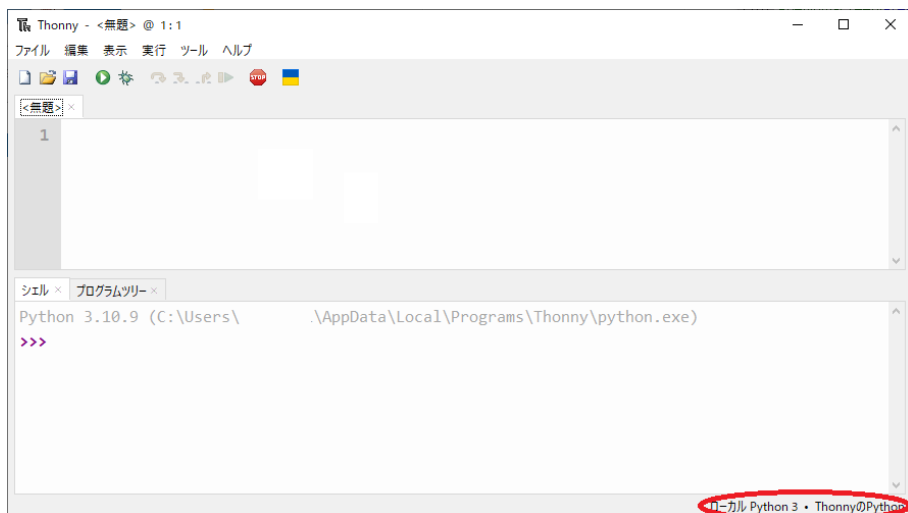 Thonny - <無題> @ 1:1
ファイル 編集 表示 実行 ツール ヘルプ
STOP
<無題> ×
1
シェル × プログラムツリー ×
Python 3.10.9 (C:\Users\ .\AppData\Local\Programs\Thonny\python.exe)
>>>
ローカル Python 3 • ThonnyのPython